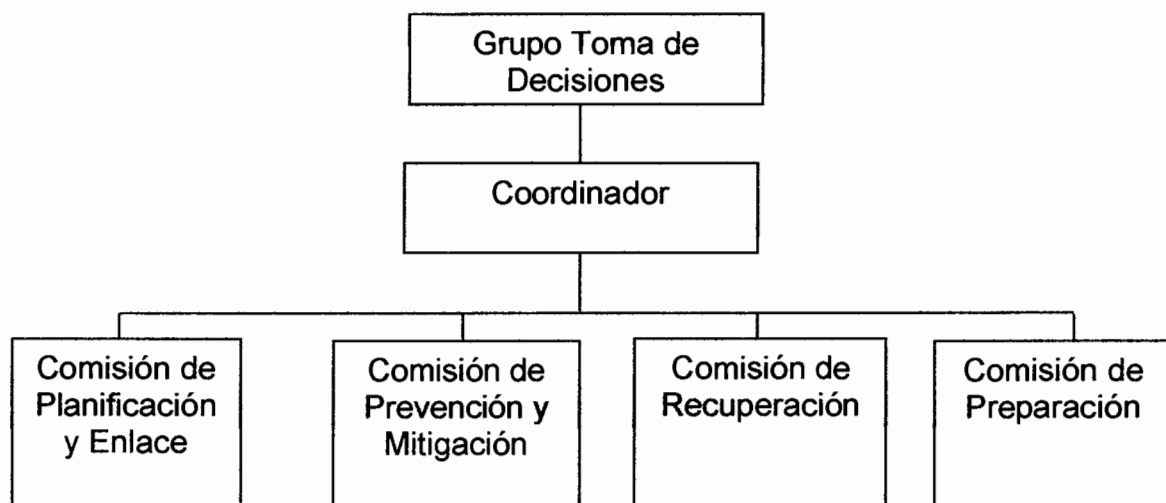 Grupo Toma de
Decisiones
Coordinador
Comisión de
Planificación
y Enlace
Comisión de
Prevención y
Mitigación
Comisión de
Recuperación
Comisión de
Preparación